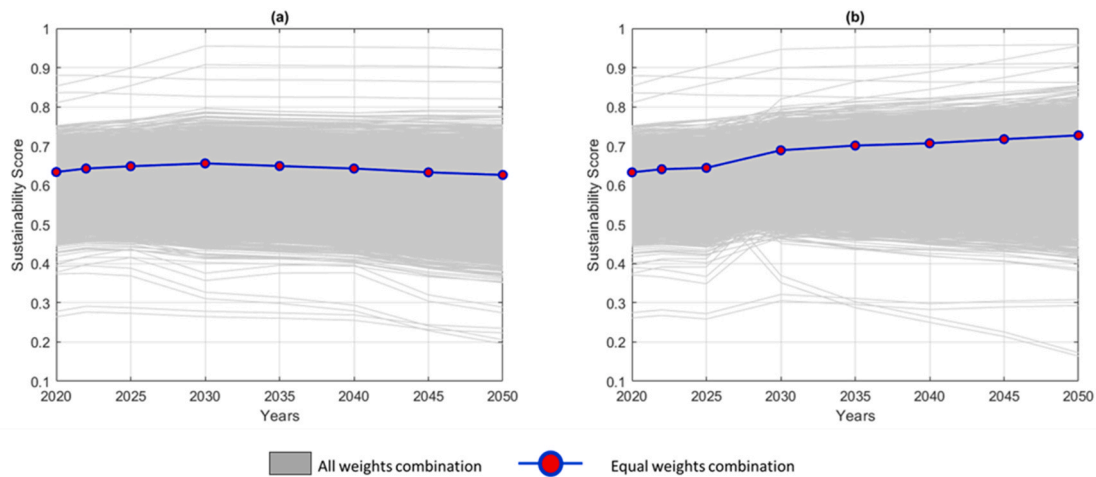 (a)
1
0.9
0.8
0.7
0.6
0.5
0.4
0.3
0.2
0.1
Sustainability Score
2020 2025 2030 2035 2040 2045 2050
Years
(b)
1
0.9
0.8
0.7
0.6
0.5
0.4
0.3
0.2
0.1
Sustainability Score
2020 2025 2030 2035 2040 2045 2050
Years
All weights combination
Equal weights combination